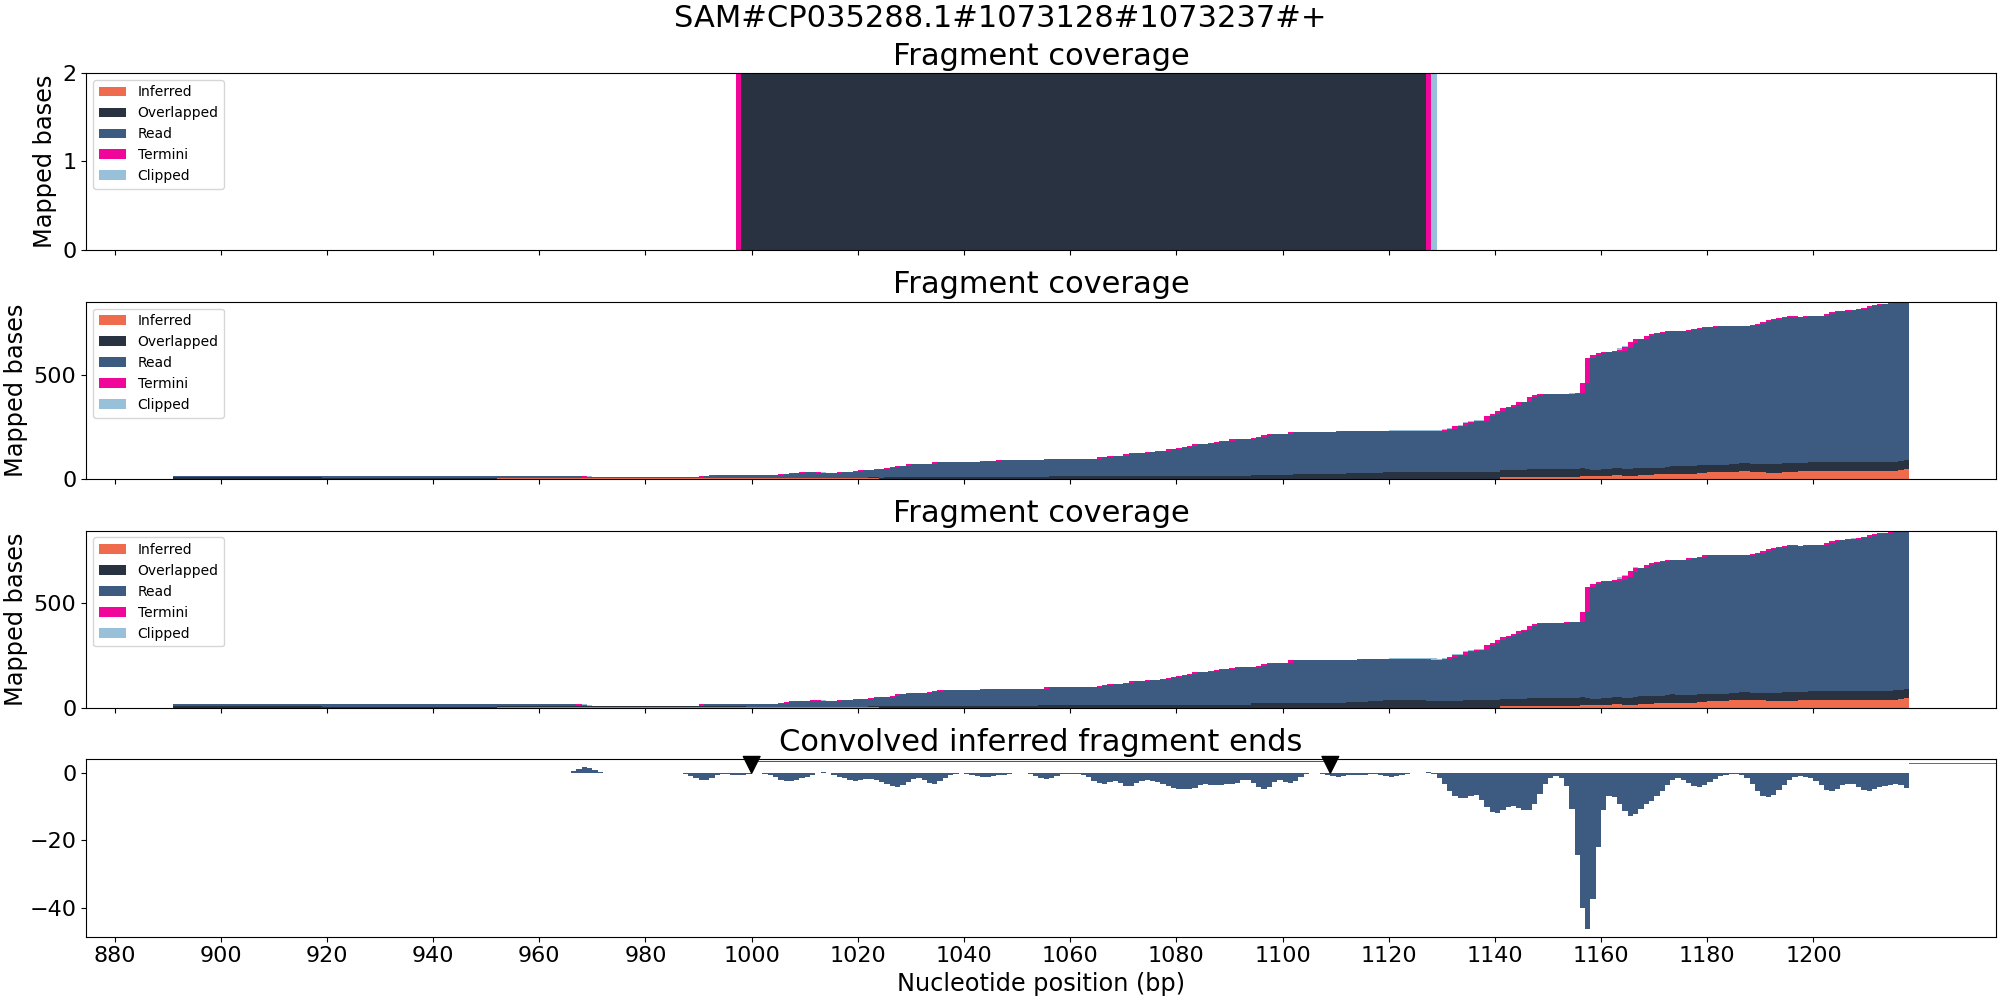 SAM#CP035288.1#1073128#1073237#+
Fragment coverage
Mapped bases
2
1
0
Inferred
Overlapped
Read
Termini
Clipped
Fragment coverage
Mapped bases
500
0
Inferred
Overlapped
Read
Termini
Clipped
Fragment coverage
Mapped bases
500
0
Inferred
Overlapped
Read
Termini
Clipped
Convolved inferred fragment ends
0
−20
−40
880 900 920 940 960 980 1000 1020 1040 1060 1080 1100 1120 1140 1160 1180 1200
Nucleotide position (bp)